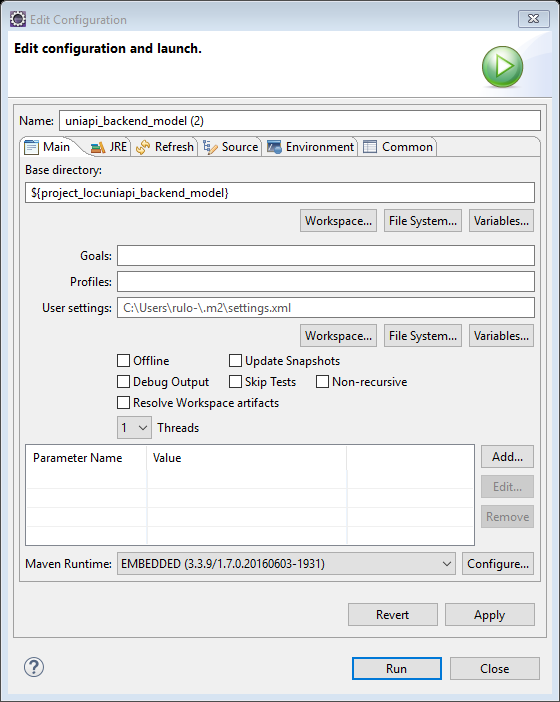 Edit Configuration
Edit configuration and launch.
Name: uniapi_backend_model (2)
Main JRE Refresh Source Environment Common
Base directory:
${project_loc:uniapi_backend_model}
Workspace... File System... Variables...
Goals:
Profiles:
User settings: C:\Users\rulo-\.m2\settings.xml
Workspace... File System... Variables...
Offline Update Snapshots
Debug Output Skip Tests Non-recursive
Resolve Workspace artifacts
1 Threads
Parameter Name Value Add...
Edit...
Remove
Maven Runtime: EMBEDDED (3.3.9/1.7.0.20160603-1931) Configure...
Revert Apply
? Run Close